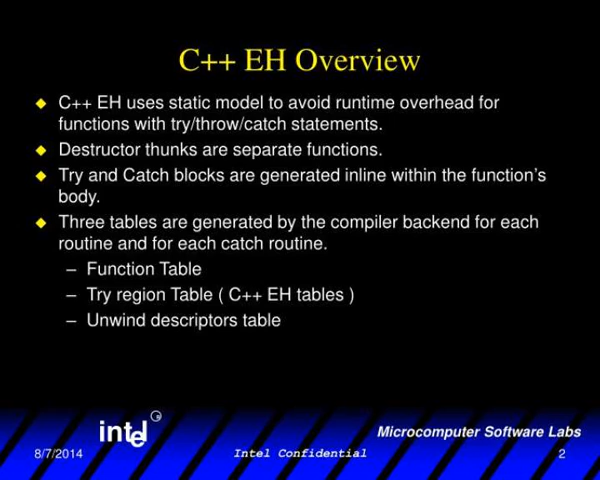 C++ EH Overview
C++ EH uses static model to avoid runtime overhead for
functions with try/throw/catch statements.
Destructor thunks are separate functions.
Try and Catch blocks are generated inline within the function's
body.
Three tables are generated by the compiler backend for each
routine and for each catch routine.
– Function Table
– Try region Table ( C++ EH tables )
– Unwind descriptors table
intel ®
Microcomputer Software Labs
8/7/2014 Intel Confidential 2